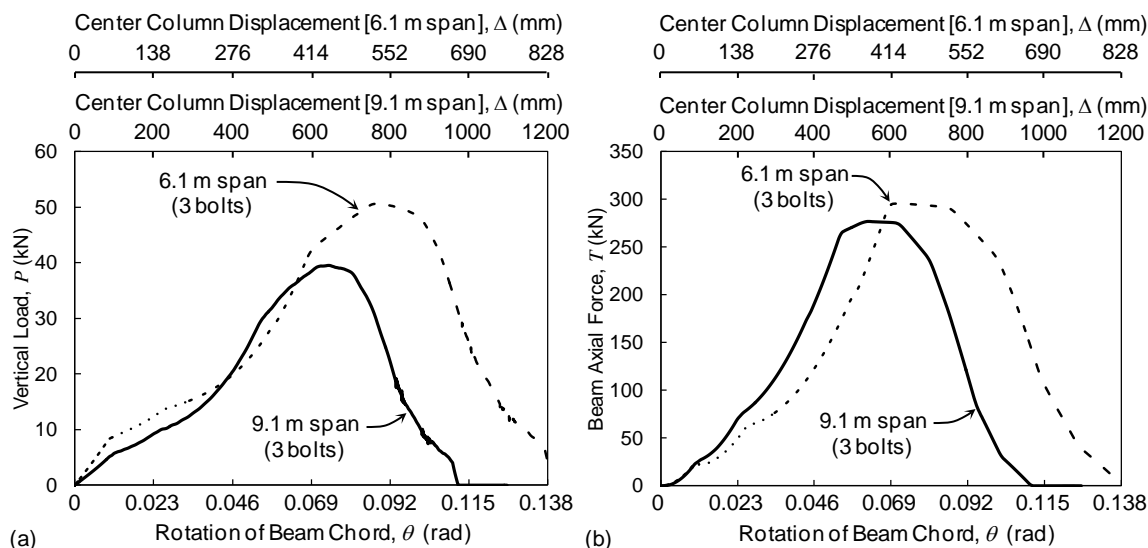 Center Column Displacement [6.1 m span], Δ (mm)
0 138 276 414 552 690 828
Center Column Displacement [9.1 m span], Δ (mm)
0 200 400 600 800 1000 1200
60
50
40
30
20
10
0
Vertical Load, P (kN)
6.1 m span
(3 bolts)
9.1 m span
(3 bolts)
0 0.023 0.046 0.069 0.092 0.115 0.138
(a) Rotation of Beam Chord, θ (rad)
Center Column Displacement [6.1 m span], Δ (mm)
0 138 276 414 552 690 828
Center Column Displacement [9.1 m span], Δ (mm)
0 200 400 600 800 1000 1200
350
300
250
200
150
100
50
0
Beam Axial Force, T (kN)
6.1 m span
(3 bolts)
9.1 m span
(3 bolts)
0 0.023 0.046 0.069 0.092 0.115 0.138
(b) Rotation of Beam Chord, θ (rad)